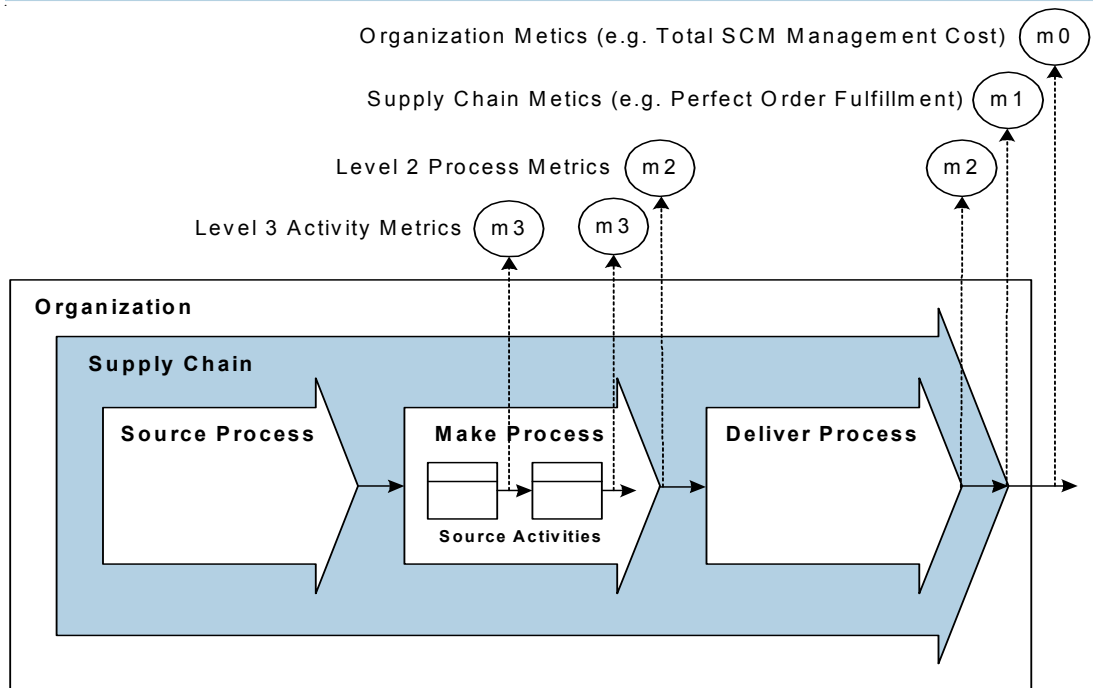 Organization Metics (e.g. Total SCM Management Cost) m0
Supply Chain Metics (e.g. Perfect Order Fulfillment) m1
Level 2 Process Metrics m2 m2
Level 3 Activity Metrics m3 m3
Organization
Supply Chain
Source Process Make Process Deliver Process
Source Activities